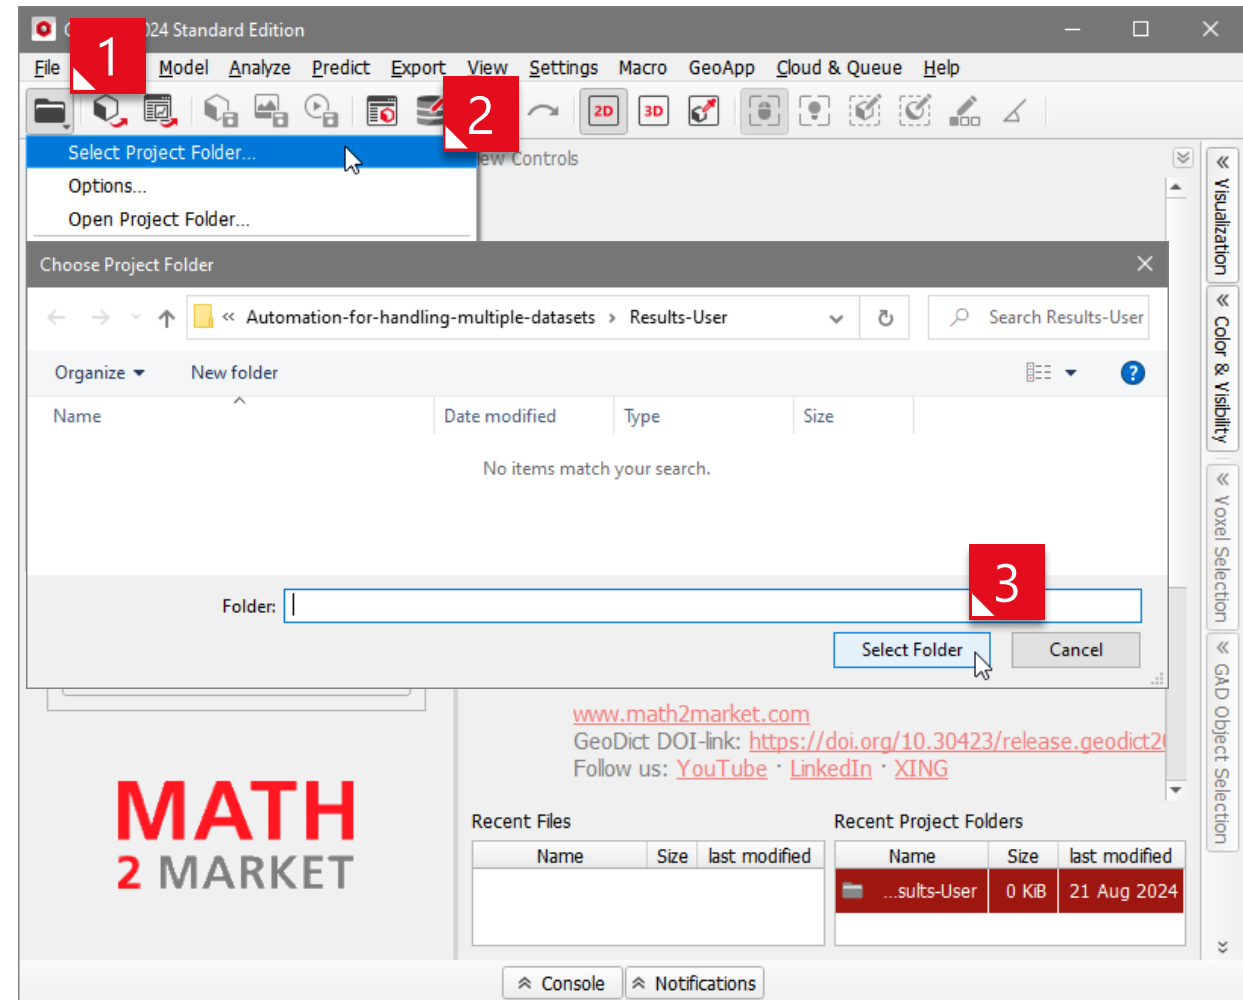 024 Standard Edition
1
File Model Analyze Predict Export View Settings Macro GeoApp Cloud & Queue Help
2
2D 3D
Select Project Folder...
Controls
Options...
Open Project Folder...
Choose Project Folder
« Automation-for-handling-multiple-datasets › Results-User
Search Results-User
Organize
New folder
?
Name
Date modified
Type
Size
No items match your search.
3
Folder:
Select Folder
Cancel
www.math2market.com
GeoDict DOI-link: https://doi.org/10.30423/release.geodict20
Follow us: YouTube · LinkedIn · XING
MATH
2 MARKET
Recent Files
Name Size last modified
Recent Project Folders
Name Size last modified
...sults-User 0 KiB 21 Aug 2024
Visualization
Color & Visibility
Voxel Selection
GAD Object Selection
Console
Notifications